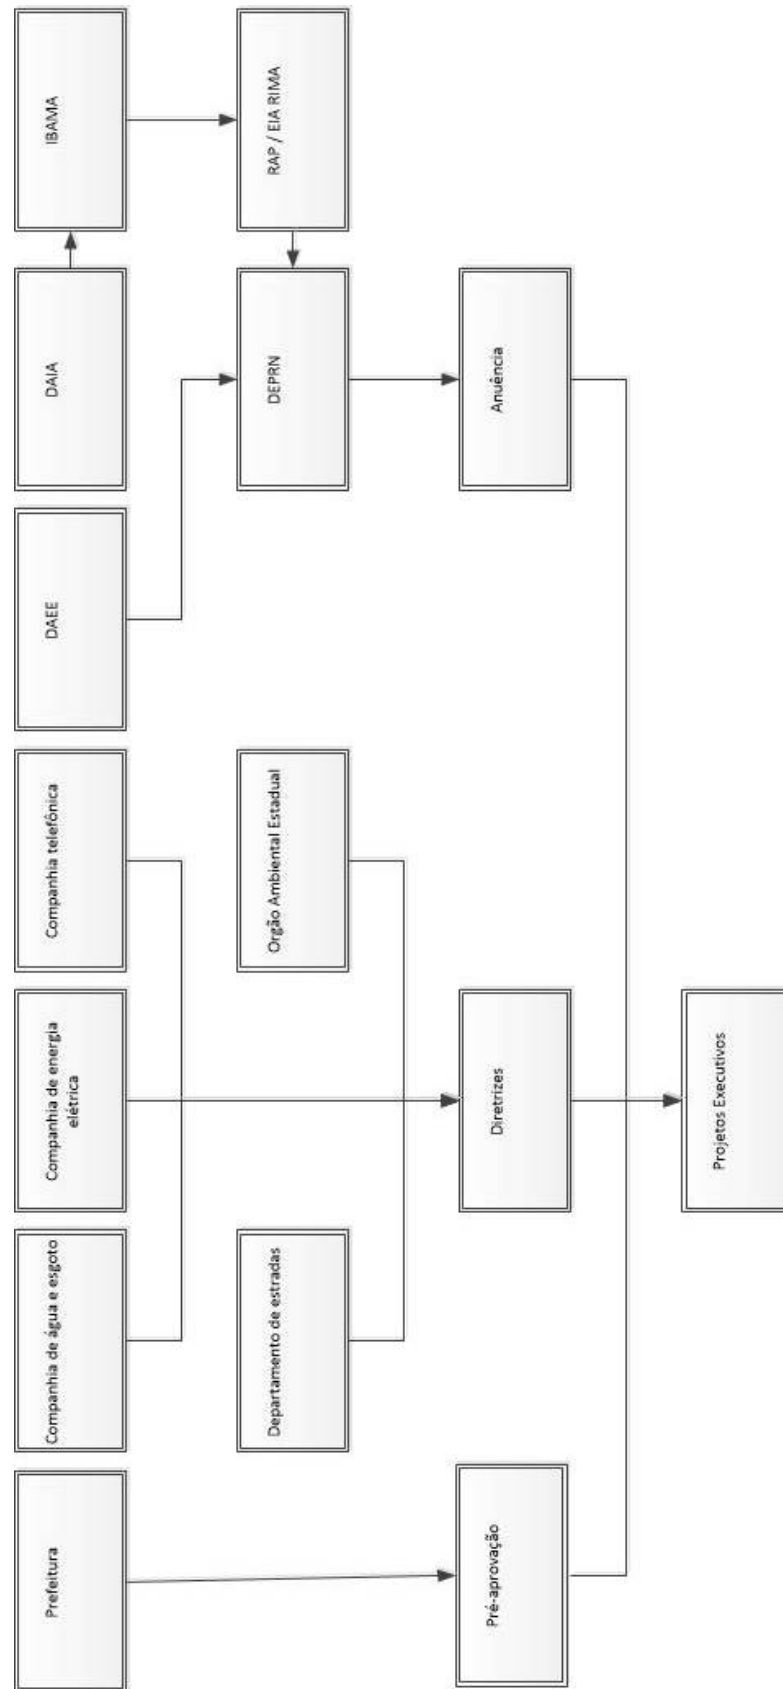 Prefeitura
Companhia de água e esgoto
Companhia de energia
elétrica
Companhia telefônica
DAEE
DAIA
IBAMA
Departamento de estradas
Orgão Ambiental Estadual
DEPRN
RAP / EIA RIMA
Pré-aprovação
Diretrizes
Anuência
Projetos Executivos